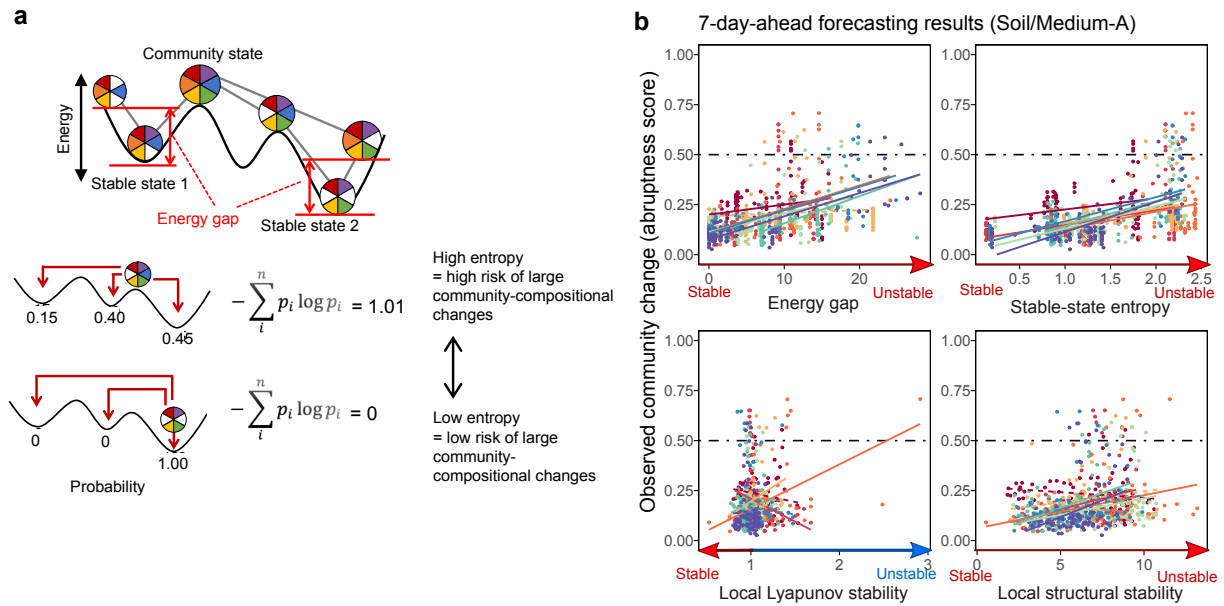 a
Community state
Energy
Stable state 1
Energy gap
Stable state 2
0.15
0.40
0.45
− ∑ⁿᵢ pᵢ log pᵢ = 1.01
High entropy
= high risk of large
community-compositional
changes
0
0
1.00
− ∑ⁿᵢ pᵢ log pᵢ = 0
Low entropy
= low risk of large
community-
compositional changes
Probability
b
7-day-ahead forecasting results (Soil/Medium-A)
Observed community change (abruptness score)
1.00
0.75
0.50
0.25
0.00
0
10
20
Stable
Unstable
Energy gap
1.00
0.75
0.50
0.25
0.00
0.5
1.0
1.5
2.0
2.5
Stable
Unstable
Stable-state entropy
1.00
0.75
0.50
0.25
0.00
1
2
3
Stable
Unstable
Local Lyapunov stability
1.00
0.75
0.50
0.25
0.00
0
5
10
Stable
Unstable
Local structural stability